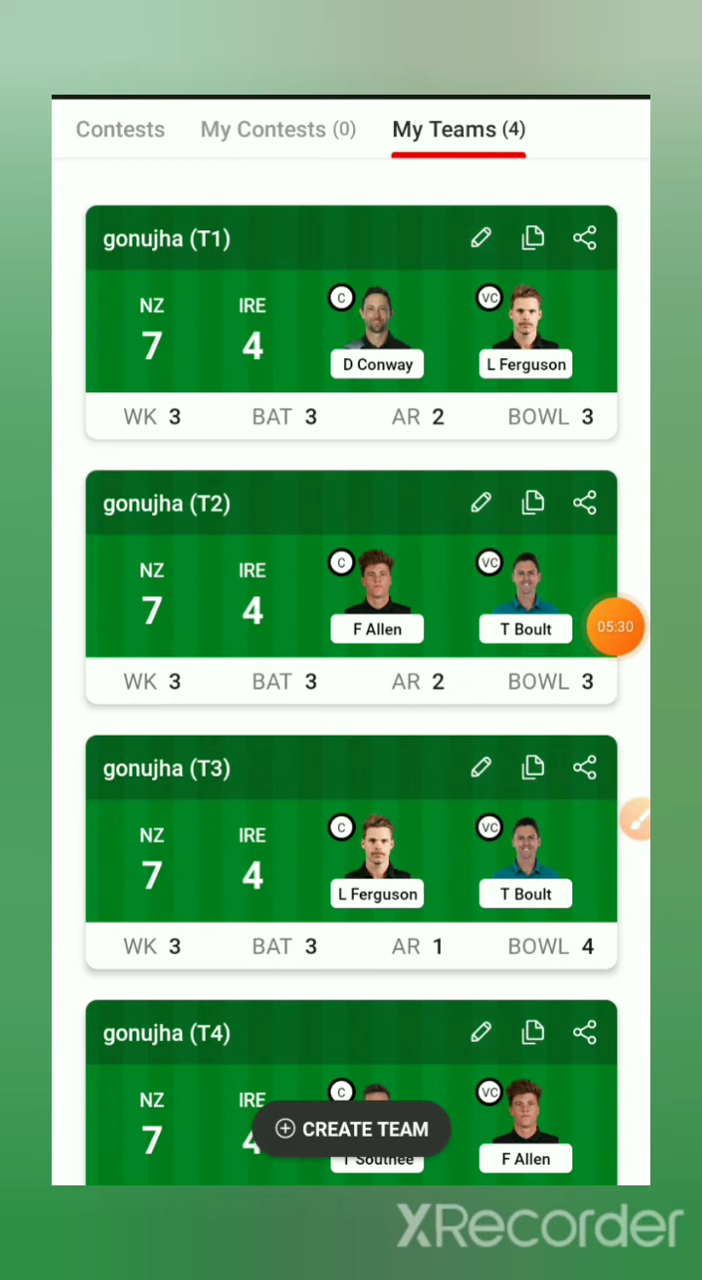 Contests My Contests (0) My Teams (4)
gonujha (T1)
NZ IRE C VC
7 4
D Conway L Ferguson
WK 3 BAT 3 AR 2 BOWL 3
gonujha (T2)
NZ IRE C VC
7 4
F Allen T Boult
05:30
WK 3 BAT 3 AR 2 BOWL 3
gonujha (T3)
NZ IRE C VC
7 4
L Ferguson T Boult
WK 3 BAT 3 AR 1 BOWL 4
gonujha (T4)
NZ IRE C VC
7 4
CREATE TEAM
T Southee F Allen
XRecorder